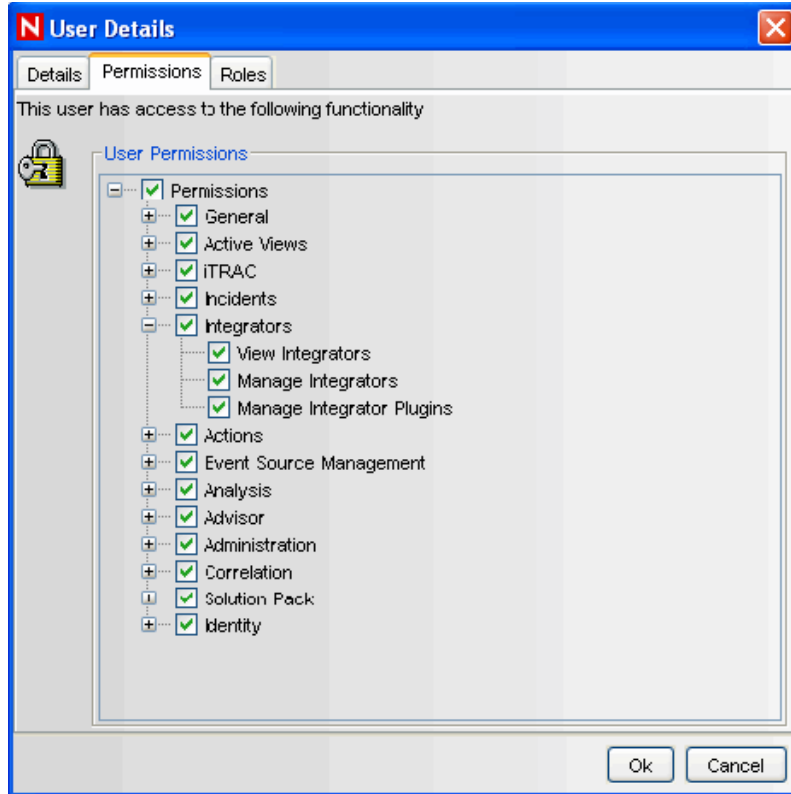 N User Details
Details Permissions Roles
This user has access to the following functionality
User Permissions
Permissions
General
Active Views
iTRAC
Incidents
Integrators
View Integrators
Manage Integrators
Manage Integrator Plugins
Actions
Event Source Management
Analysis
Advisor
Administration
Correlation
Solution Pack
Identity
Ok Cancel